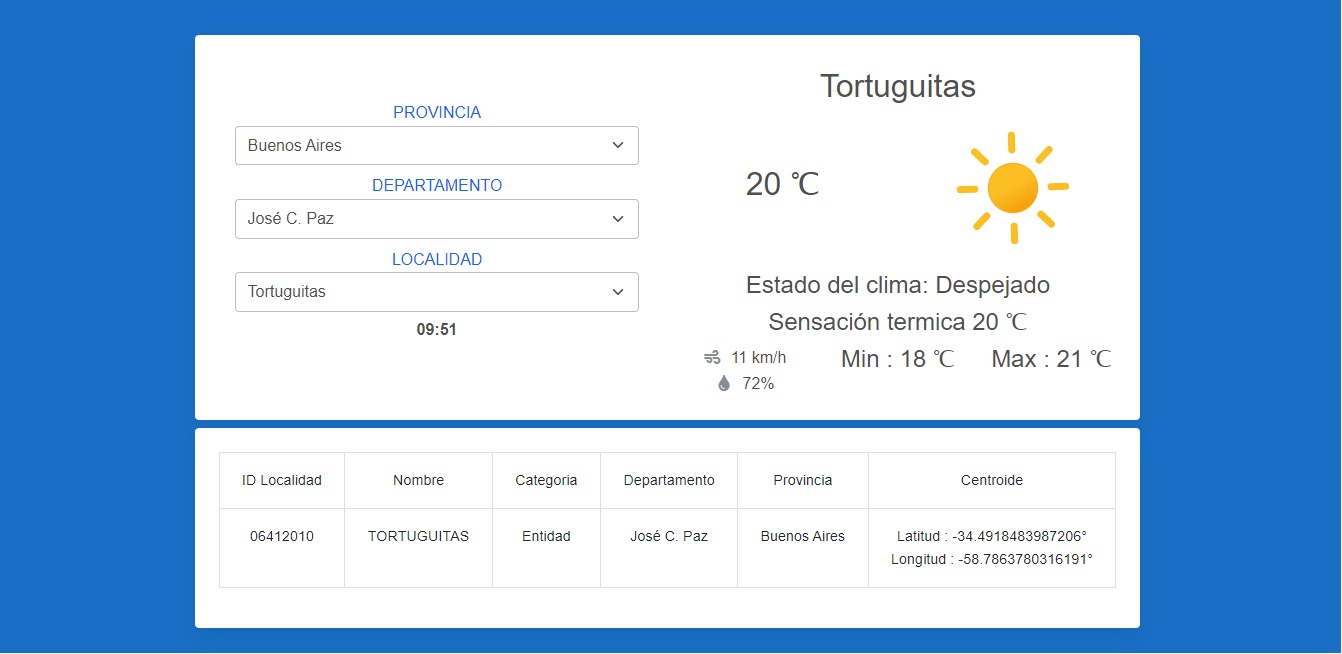 PROVINCIA
Buenos Aires
DEPARTAMENTO
José C. Paz
LOCALIDAD
Tortuguitas
09:51
Tortuguitas
20 ℃
Estado del clima: Despejado
Sensación termica 20 ℃
11 km/h Min : 18 ℃ Max : 21 ℃
72%
ID Localidad Nombre Categoria Departamento Provincia Centroide
06412010 TORTUGUITAS Entidad José C. Paz Buenos Aires Latitud : -34.4918483987206°
Longitud : -58.7863780316191°